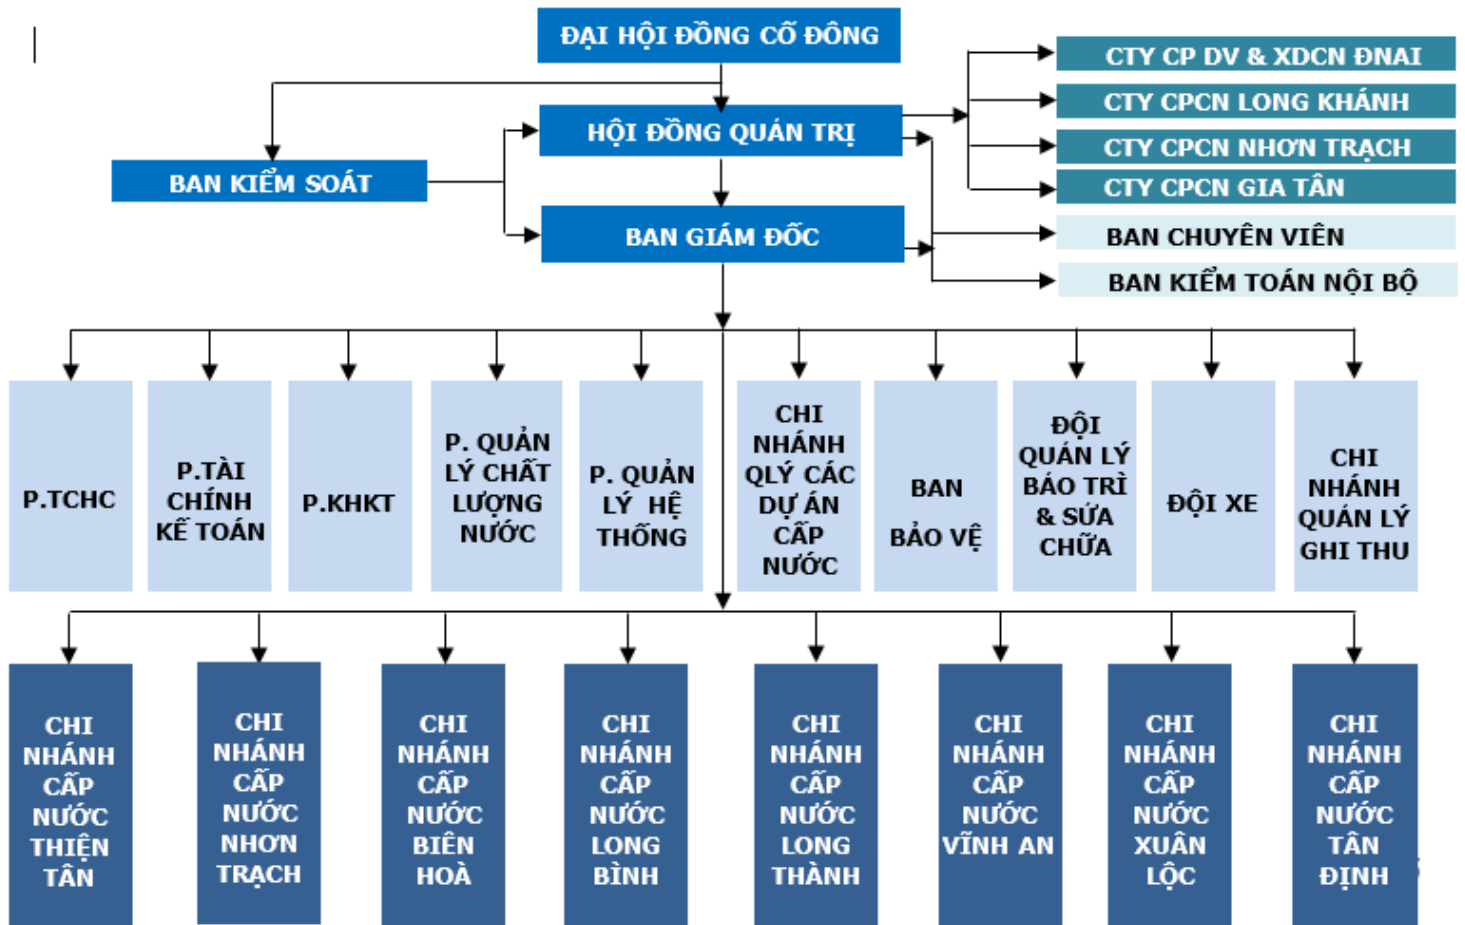 ĐẠI HỘI ĐỒNG CỔ ĐÔNG
CTY CP DV & XDCN ĐNAI
CTY CPCN LONG KHÁNH
HỘI ĐỒNG QUẢN TRỊ
CTY CPCN NHƠN TRẠCH
BAN KIỂM SOÁT
CTY CPCN GIA TÂN
BAN GIÁM ĐỐC
BAN CHUYÊN VIÊN
BAN KIỂM TOÁN NỘI BỘ
P.TCHC
P.TÀI
CHÍNH
KẾ TOÁN
P.KHKT
P. QUẢN
LÝ CHẤT
LƯỢNG
NƯỚC
P. QUẢN
LÝ HỆ
THỐNG
CHI
NHÁNH
QLÝ CÁC
DỰ ÁN
CẤP
NƯỚC
BAN
BẢO VỆ
ĐỘI
QUẢN LÝ
BẢO TRÌ
& SỬA
CHỮA
ĐỘI XE
CHI
NHÁNH
QUẢN LÝ
GHI THU
CHI
NHÁNH
CẤP
NƯỚC
THIỆN
TÂN
CHI
NHÁNH
CẤP
NƯỚC
NHƠN
TRẠCH
CHI
NHÁNH
CẤP
NƯỚC
BIÊN
HOÀ
CHI
NHÁNH
CẤP
NƯỚC
LONG
BÌNH
CHI
NHÁNH
CẤP
NƯỚC
LONG
THÀNH
CHI
NHÁNH
CẤP
NƯỚC
VĨNH AN
CHI
NHÁNH
CẤP
NƯỚC
XUÂN
LỘC
CHI
NHÁNH
CẤP
NƯỚC
TÂN
ĐỊNH